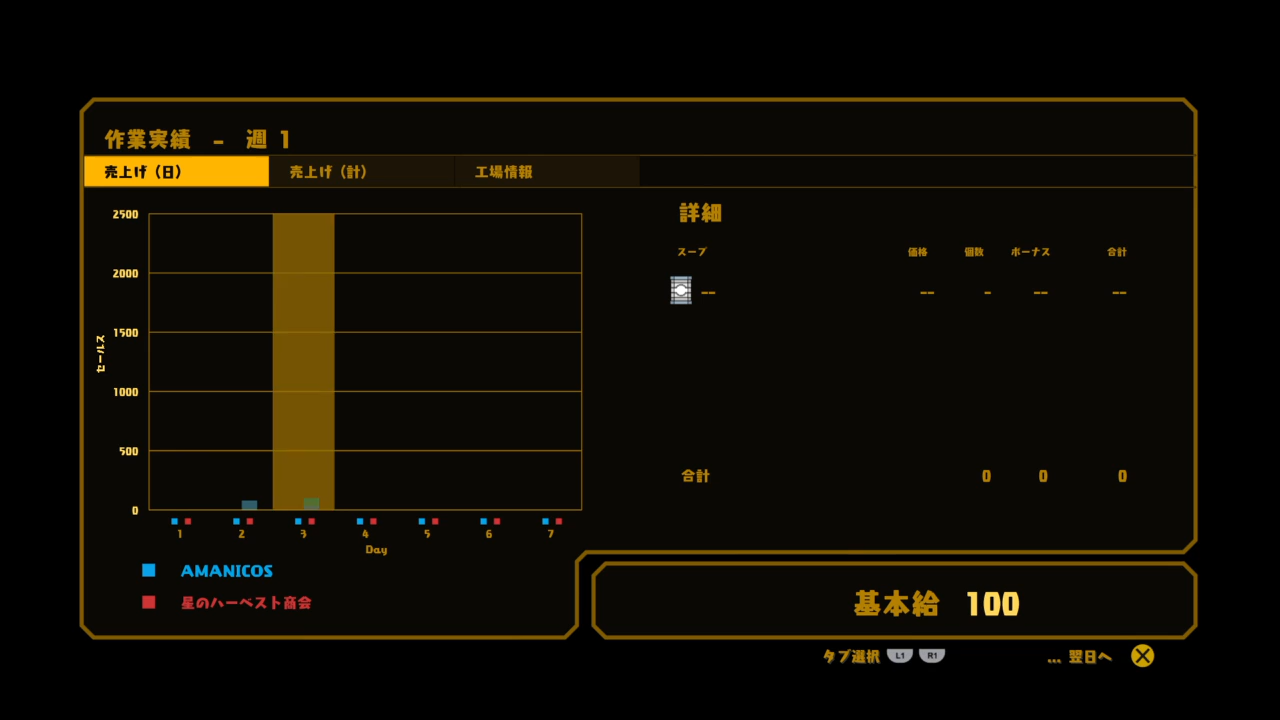 作業実績 - 週 1
売上げ（日） 売上げ（計） 工場情報
詳細
スープ 価格 個数 ボーナス 合計
-- -- - -- --
合計 0 0 0
セールス
2500
2000
1500
1000
500
0
1 2 3 4 5 6 7
Day
AMANICOS
星のハーベスト商会
基本給 100
タブ選択 L1 R1 ... 翌日へ